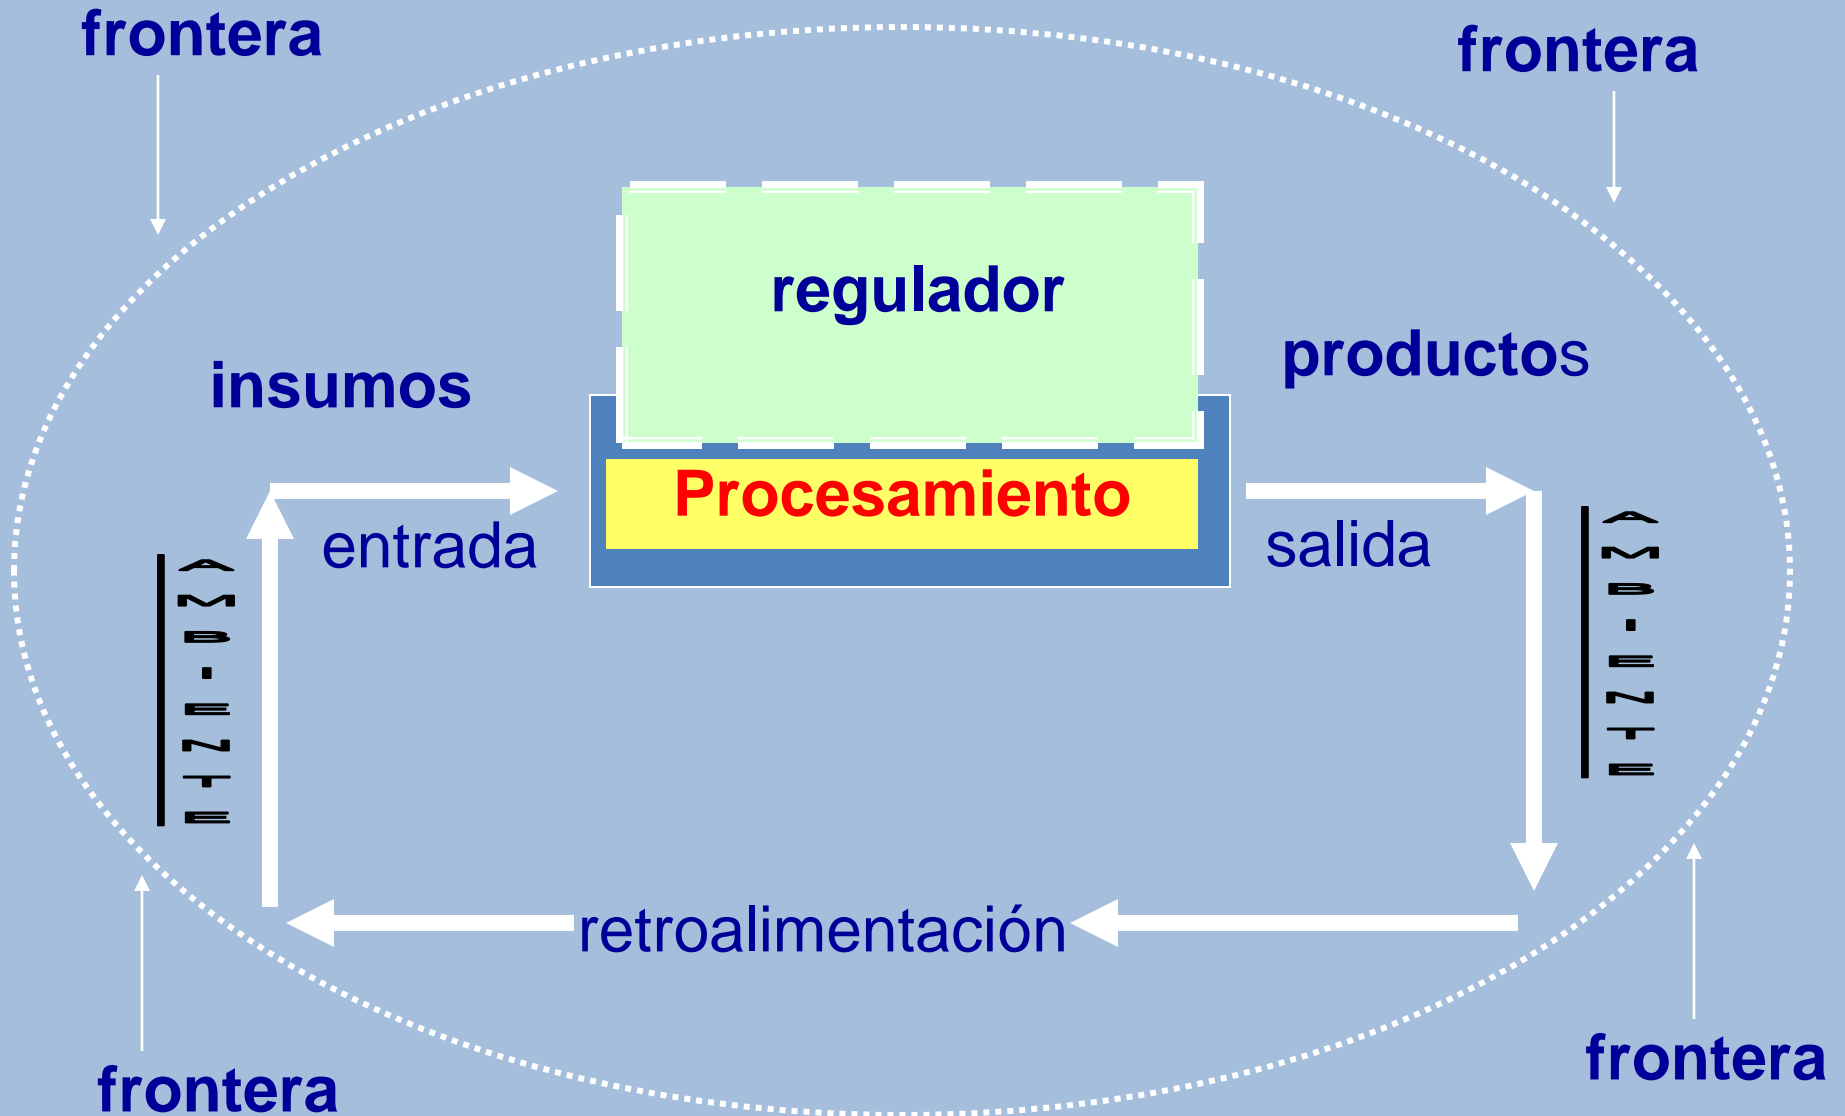 frontera
frontera
regulador
insumos
productos
Procesamiento
entrada
salida
AMBIENTE
AMBIENTE
retroalimentación
frontera
frontera